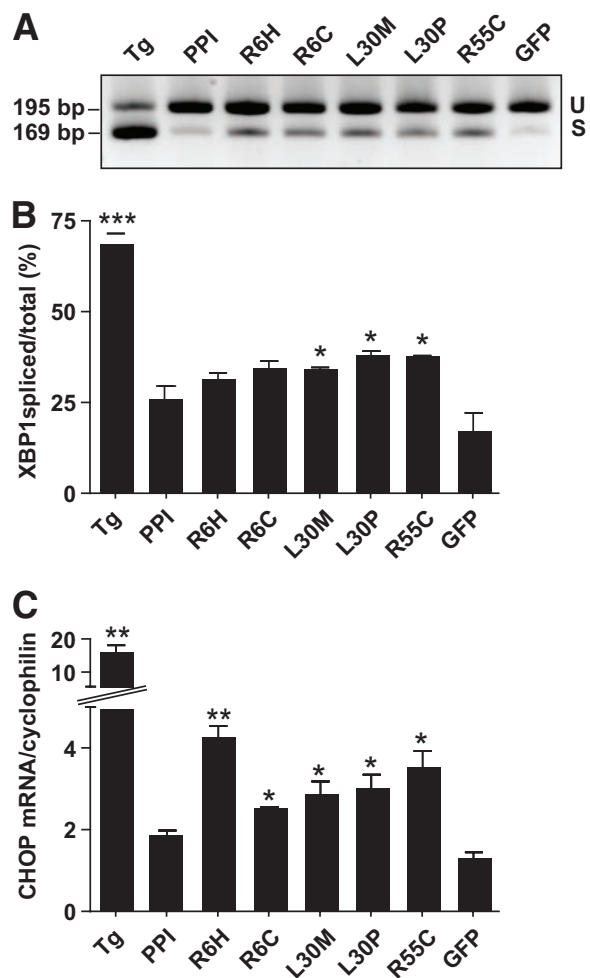 A
Tg PPI R6H R6C L30M L30P R55C GFP
195 bp U
169 bp S
B
XBP1spliced/total (%)
75
50
25
0
***
* * *
Tg PPI R6H R6C L30M L30P R55C GFP
C
CHOP mRNA/cyclophilin
20
10
4
2
0
**
**
* * * *
Tg PPI R6H R6C L30M L30P R55C GFP